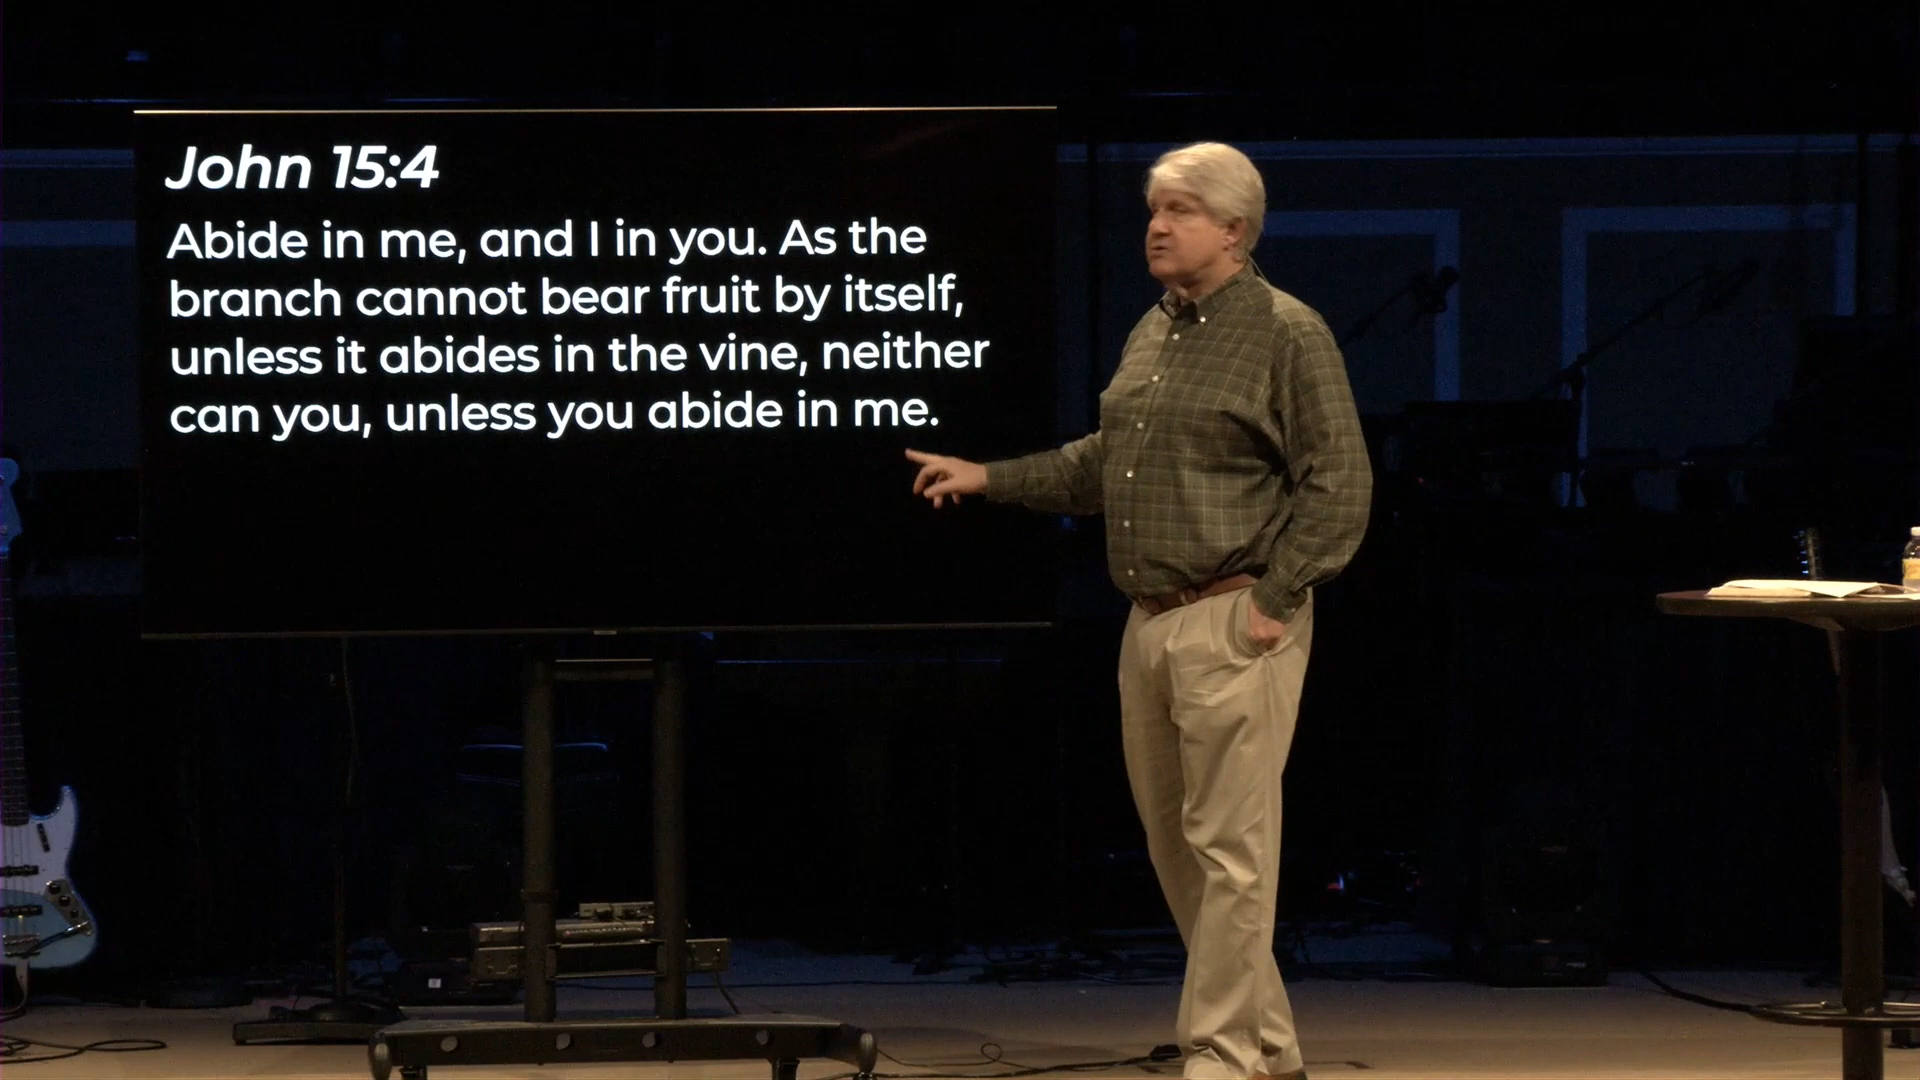 John 15:4
Abide in me, and I in you. As the
branch cannot bear fruit by itself,
unless it abides in the vine, neither
can you, unless you abide in me.